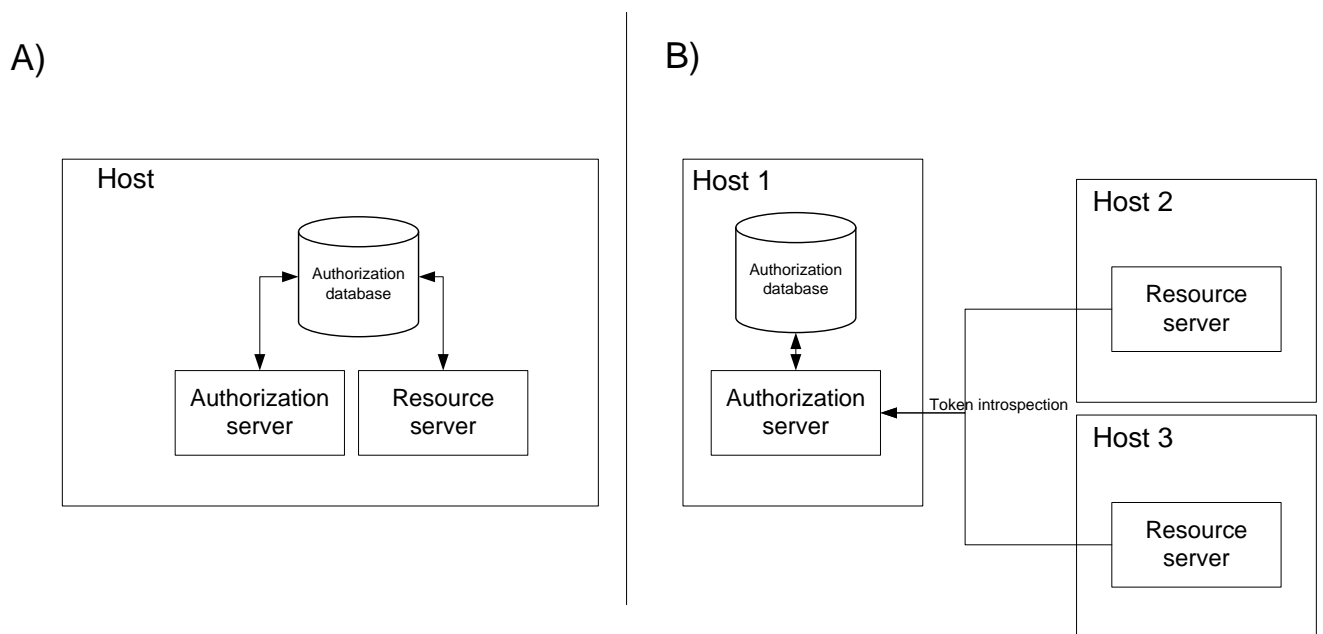 A)
Host
Authorization
database
Authorization
server
Resource
server
B)
Host 1
Authorization
database
Authorization
server
Token introspection
Host 2
Resource
server
Host 3
Resource
server